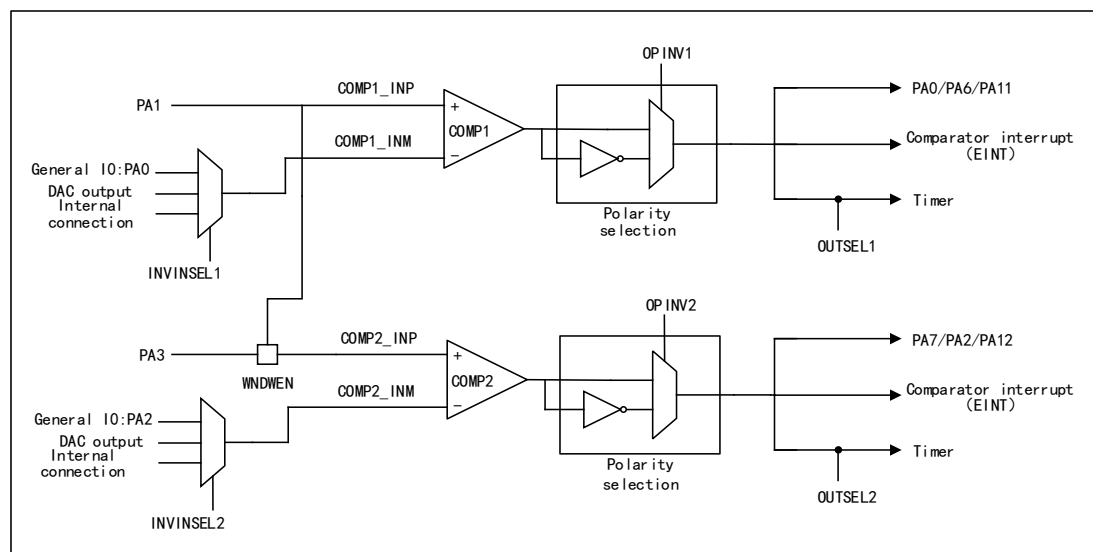 OPINV1
PA1
COMP1_INP
+
COMP1
COMP1_INM
−
PA0/PA6/PA11
Comparator interrupt
(EINT)
Timer
General IO:PA0
DAC output
Internal
connection
INVINSEL1
Polarity
selection
OUTSEL1
OPINV2
PA3
WNDWEN
COMP2_INP
+
COMP2
COMP2_INM
−
PA7/PA2/PA12
Comparator interrupt
(EINT)
Timer
General IO:PA2
DAC output
Internal
connection
INVINSEL2
Polarity
selection
OUTSEL2